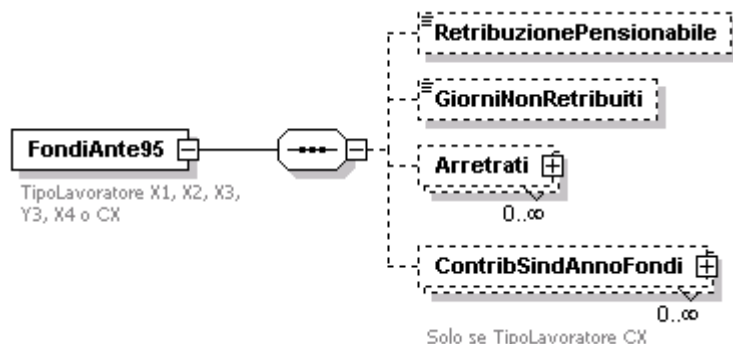 RetribuzionePensionabile
GiorniNonRetribuiti
FondiAnte95
TipoLavoratore X1, X2, X3,
Y3, X4 o CX
Arretrati
0..∞
ContribSindAnnoFondi
0..∞
Solo se TipoLavoratore CX